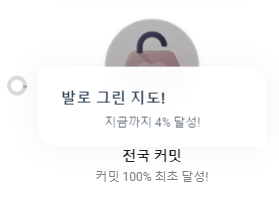 발로 그린 지도!
지금까지 4% 달성!
전국 커밋
커밋 100% 최초 달성!